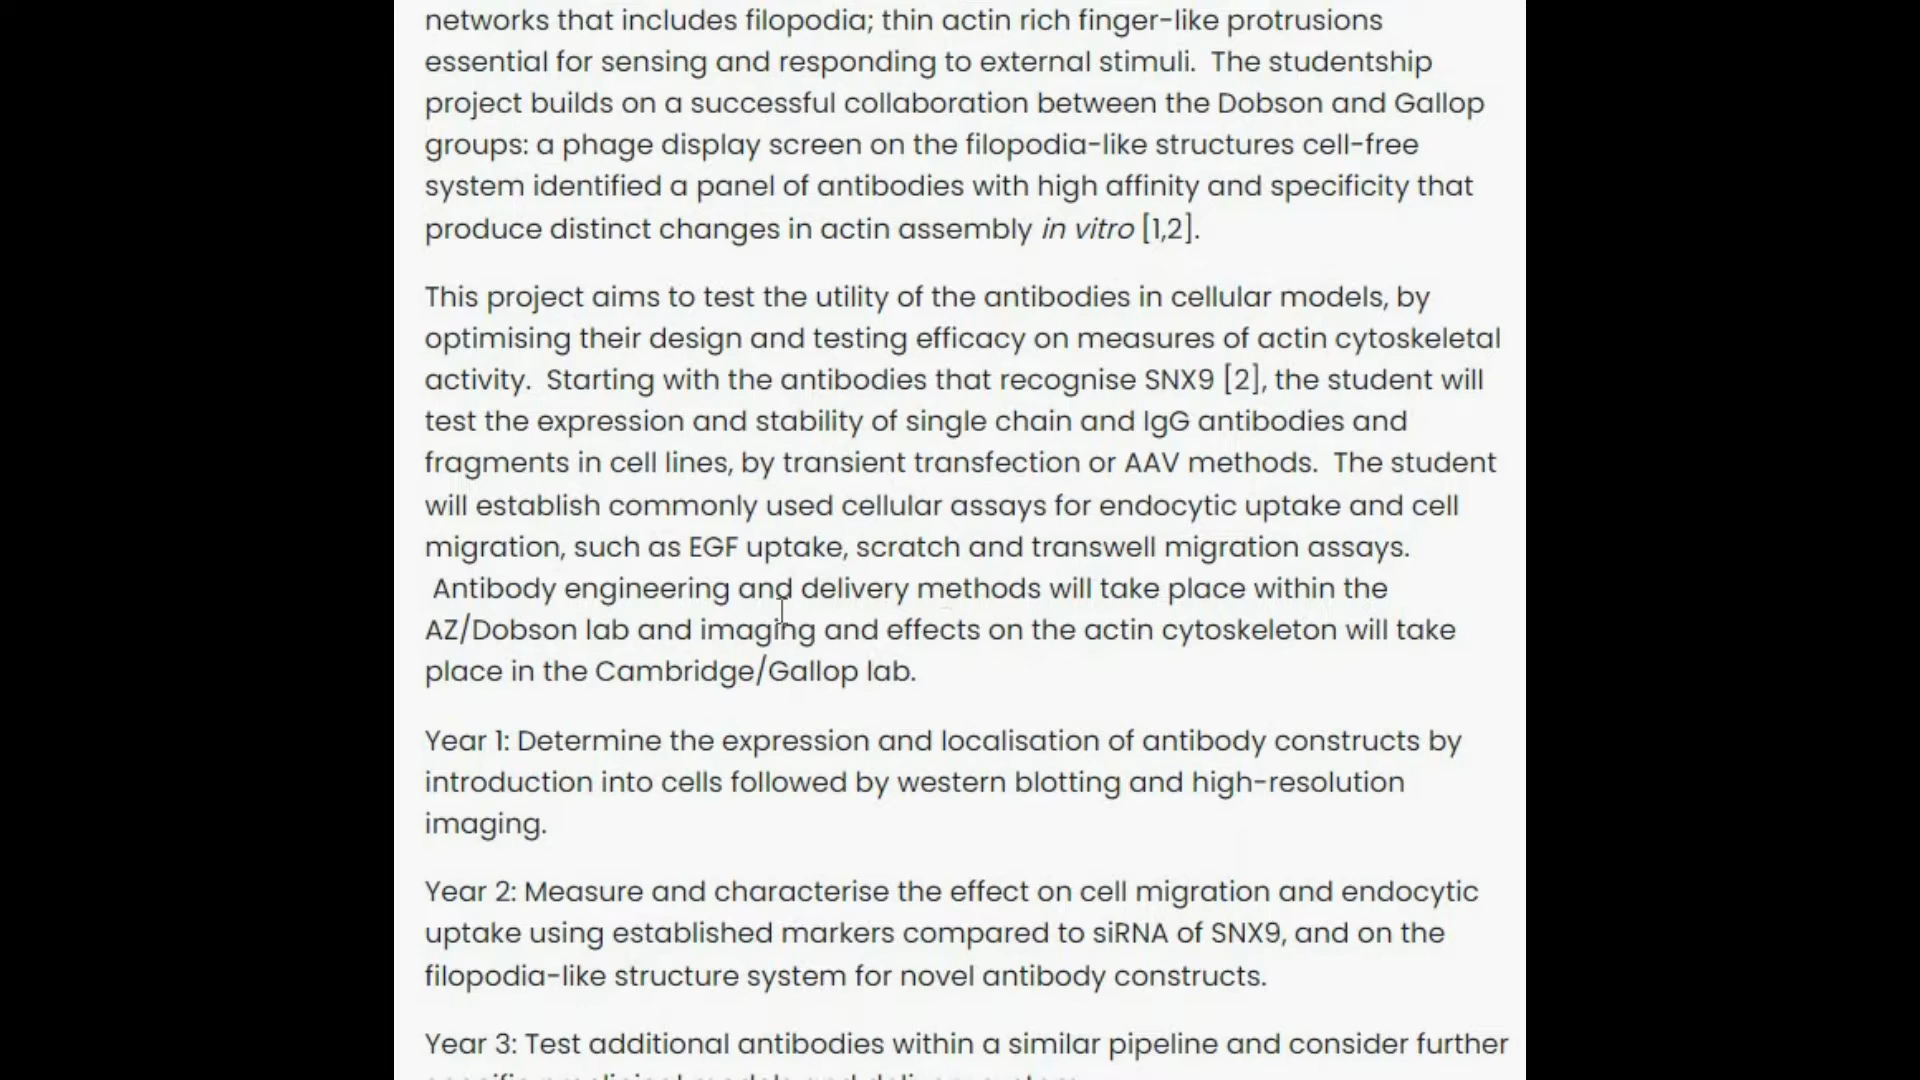 networks that includes filopodia; thin actin rich finger-like protrusions
essential for sensing and responding to external stimuli.  The studentship
project builds on a successful collaboration between the Dobson and Gallop
groups: a phage display screen on the filopodia-like structures cell-free
system identified a panel of antibodies with high affinity and specificity that
produce distinct changes in actin assembly in vitro [1,2].
This project aims to test the utility of the antibodies in cellular models, by
optimising their design and testing efficacy on measures of actin cytoskeletal
activity.  Starting with the antibodies that recognise SNX9 [2], the student will
test the expression and stability of single chain and IgG antibodies and
fragments in cell lines, by transient transfection or AAV methods.  The student
will establish commonly used cellular assays for endocytic uptake and cell
migration, such as EGF uptake, scratch and transwell migration assays.
Antibody engineering and delivery methods will take place within the
AZ/Dobson lab and imaging and effects on the actin cytoskeleton will take
place in the Cambridge/Gallop lab.
Year 1: Determine the expression and localisation of antibody constructs by
introduction into cells followed by western blotting and high-resolution
imaging.
Year 2: Measure and characterise the effect on cell migration and endocytic
uptake using established markers compared to siRNA of SNX9, and on the
filopodia-like structure system for novel antibody constructs.
Year 3: Test additional antibodies within a similar pipeline and consider further